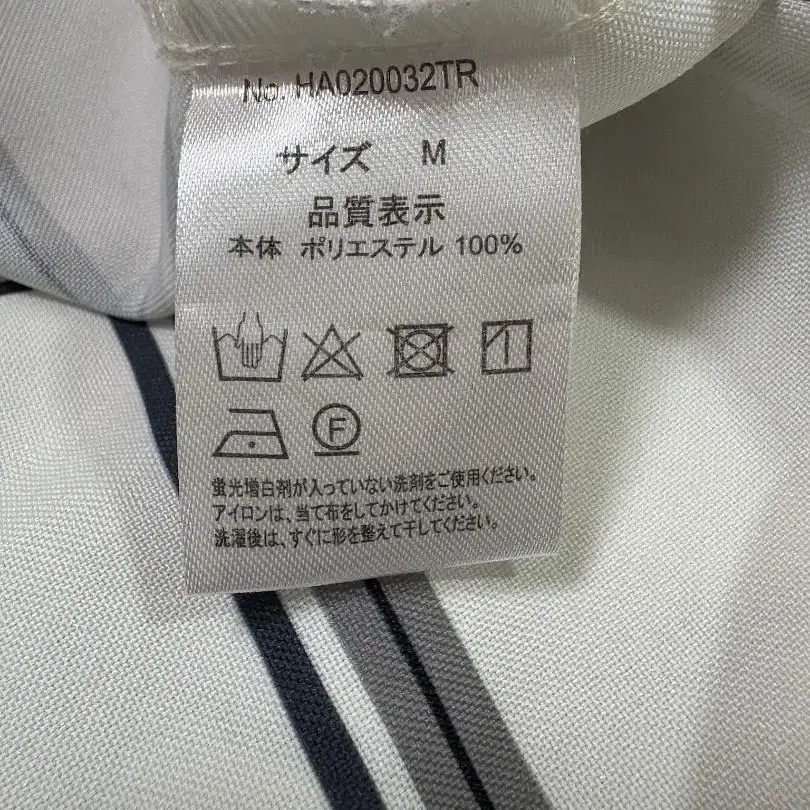 No. HA020032TR
サイズ M
品質表示
本体 ポリエステル 100%
F
蛍光増白剤が入っていない洗剤をご使用ください。
アイロンは、当て布をしてかけてください。
洗濯後は、すぐに形を整えて干してください。